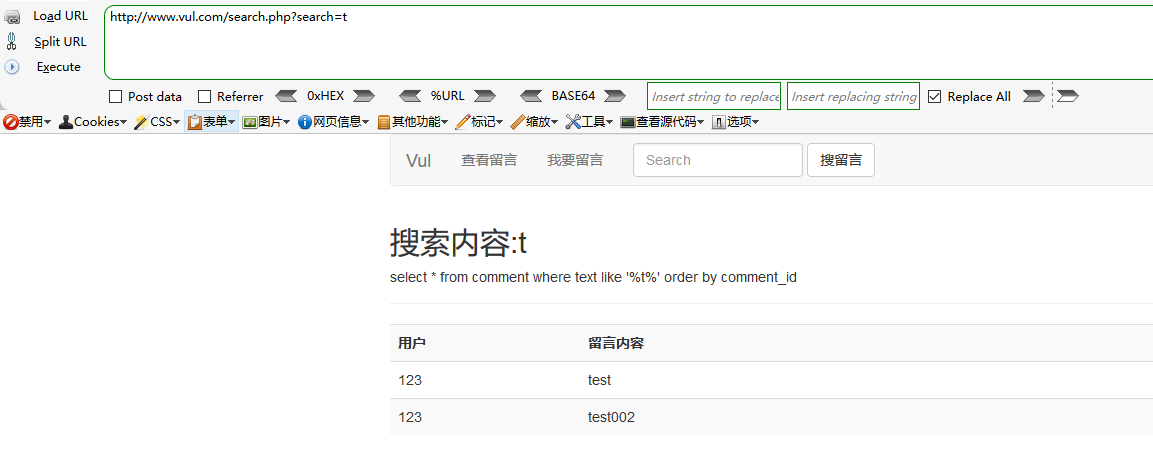 Load URL http://www.vul.com/search.php?search=t
Split URL
Execute
Post data Referrer 0xHEX %URL BASE64 Insert string to replace Insert replacing string Replace All
禁用 Cookies CSS 表单 图片 网页信息 其他功能 标记 缩放 工具 查看源代码 选项
Vul 查看留言 我要留言 Search 搜留言
搜索内容:t
select * from comment where text like '%t%' order by comment_id
用户 留言内容
123 test
123 test002